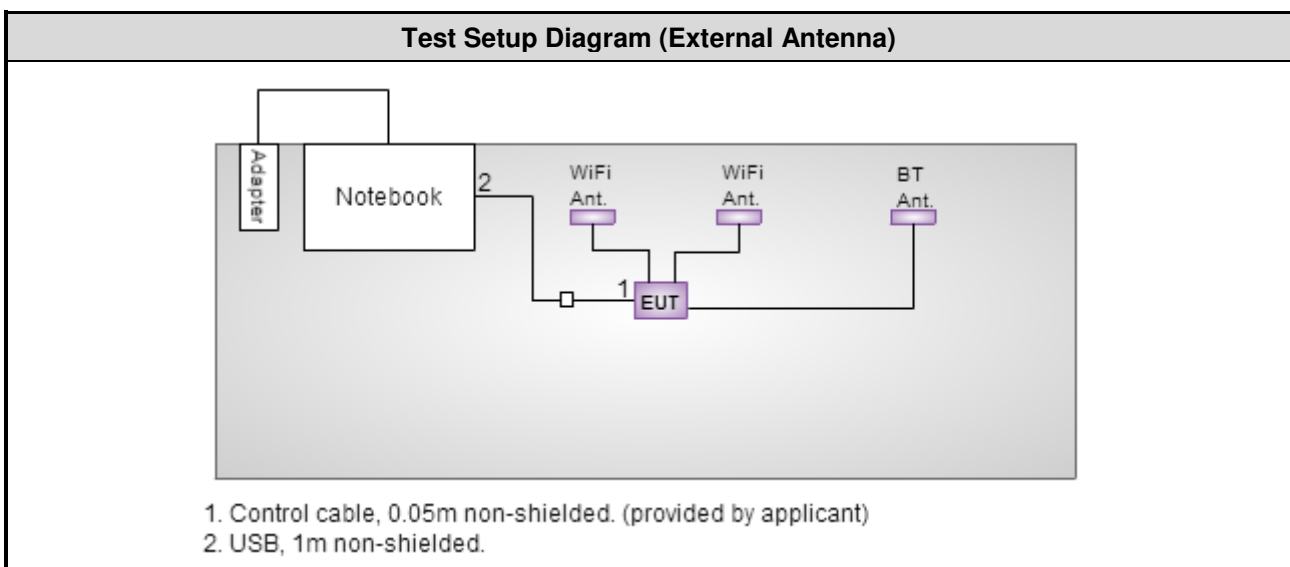 Test Setup Diagram (External Antenna)
Adapter
Notebook
2
WiFi
Ant.
WiFi
Ant.
BT
Ant.
1
EUT
1. Control cable, 0.05m non-shielded. (provided by applicant)
2. USB, 1m non-shielded.